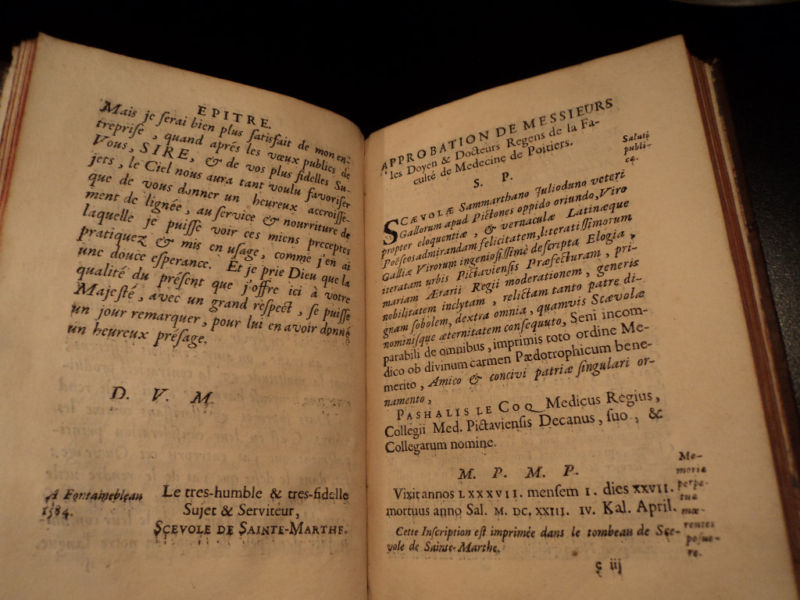 EPITRE.
Mais je ſerai bien plus ſatisfait de mon en-
trepriſe, quand aprés les vœux publics de
Vous, SIRE, & de vos plus fidelles Su-
jets, le Ciel nous aura tant voulu favoriſer
que de vous donner un heureux accroiſſe-
ment de lignée, au ſervice & nourriture de
laquelle je puiſſe voir ces miens preceptes
pratiquez & mis en uſage, comme j'en ai
une douce eſperance. Et je prie Dieu que la
qualité du préſent que j'offre ici à votre
Majeſté, avec un grand reſpect, ſe puiſſe
un jour remarquer, pour lui en avoir donné
un heureux préſage.
D. V. M.
A Fontainebleau
1584.
Le tres-humble & tres-fidelle
Sujet & Serviteur,
SCEVOLE DE SAINTE-MARTHE.
APPROBATION DE MESSIEURS
les Doyen & Docteurs Regens de la Fa-
culté de Medecine de Poitiers.
Saluti
publi-
cæ.
S. P.
SCÆVOLÆ Sammarthano Julioduno veteri
Gallorum apud Pictones oppido oriundo, Viro
propter eloquentiæ, & vernaculæ Latinæque
Poëſeos admirandam felicitatem, literatiſſimorum
Galliæ Virorum ingenioſiſſimè deſcripta Elogia,
iteratam urbis Pictavienſis Præfecturam, pri-
mariam Ærarii Regii moderationem, generis
nobilitatem inclytam, relictam tanto patre di-
gnam ſobolem, dextra omnia, quamvis Scævolæ
nominiſque æternitatem conſequuto, Seni incom-
parabili de omnibus, imprimis toto ordine Me-
dico ob divinum carmen Pædotrophicum bene-
merito, Amico & concivi patriæ ſingulari or-
namento,
PASHALIS LE COQ Medicus Regius,
Collegii Med. Pictavienſis Decanus, ſuo, &
Collegarum nomine.
M. P. M. P.
Me-
moriæ
perpe-
tuæ
mæ-
rentes
poſue-
re.
Vixit annos LXXXVII. menſem I. dies XXVII.
mortuus anno Sal. M. DC, XXIII. IV. Kal. April.
Cette Inſcription eſt imprimée dans le tombeau de Sce-
vole de Sainte-Marthe.
ç iij